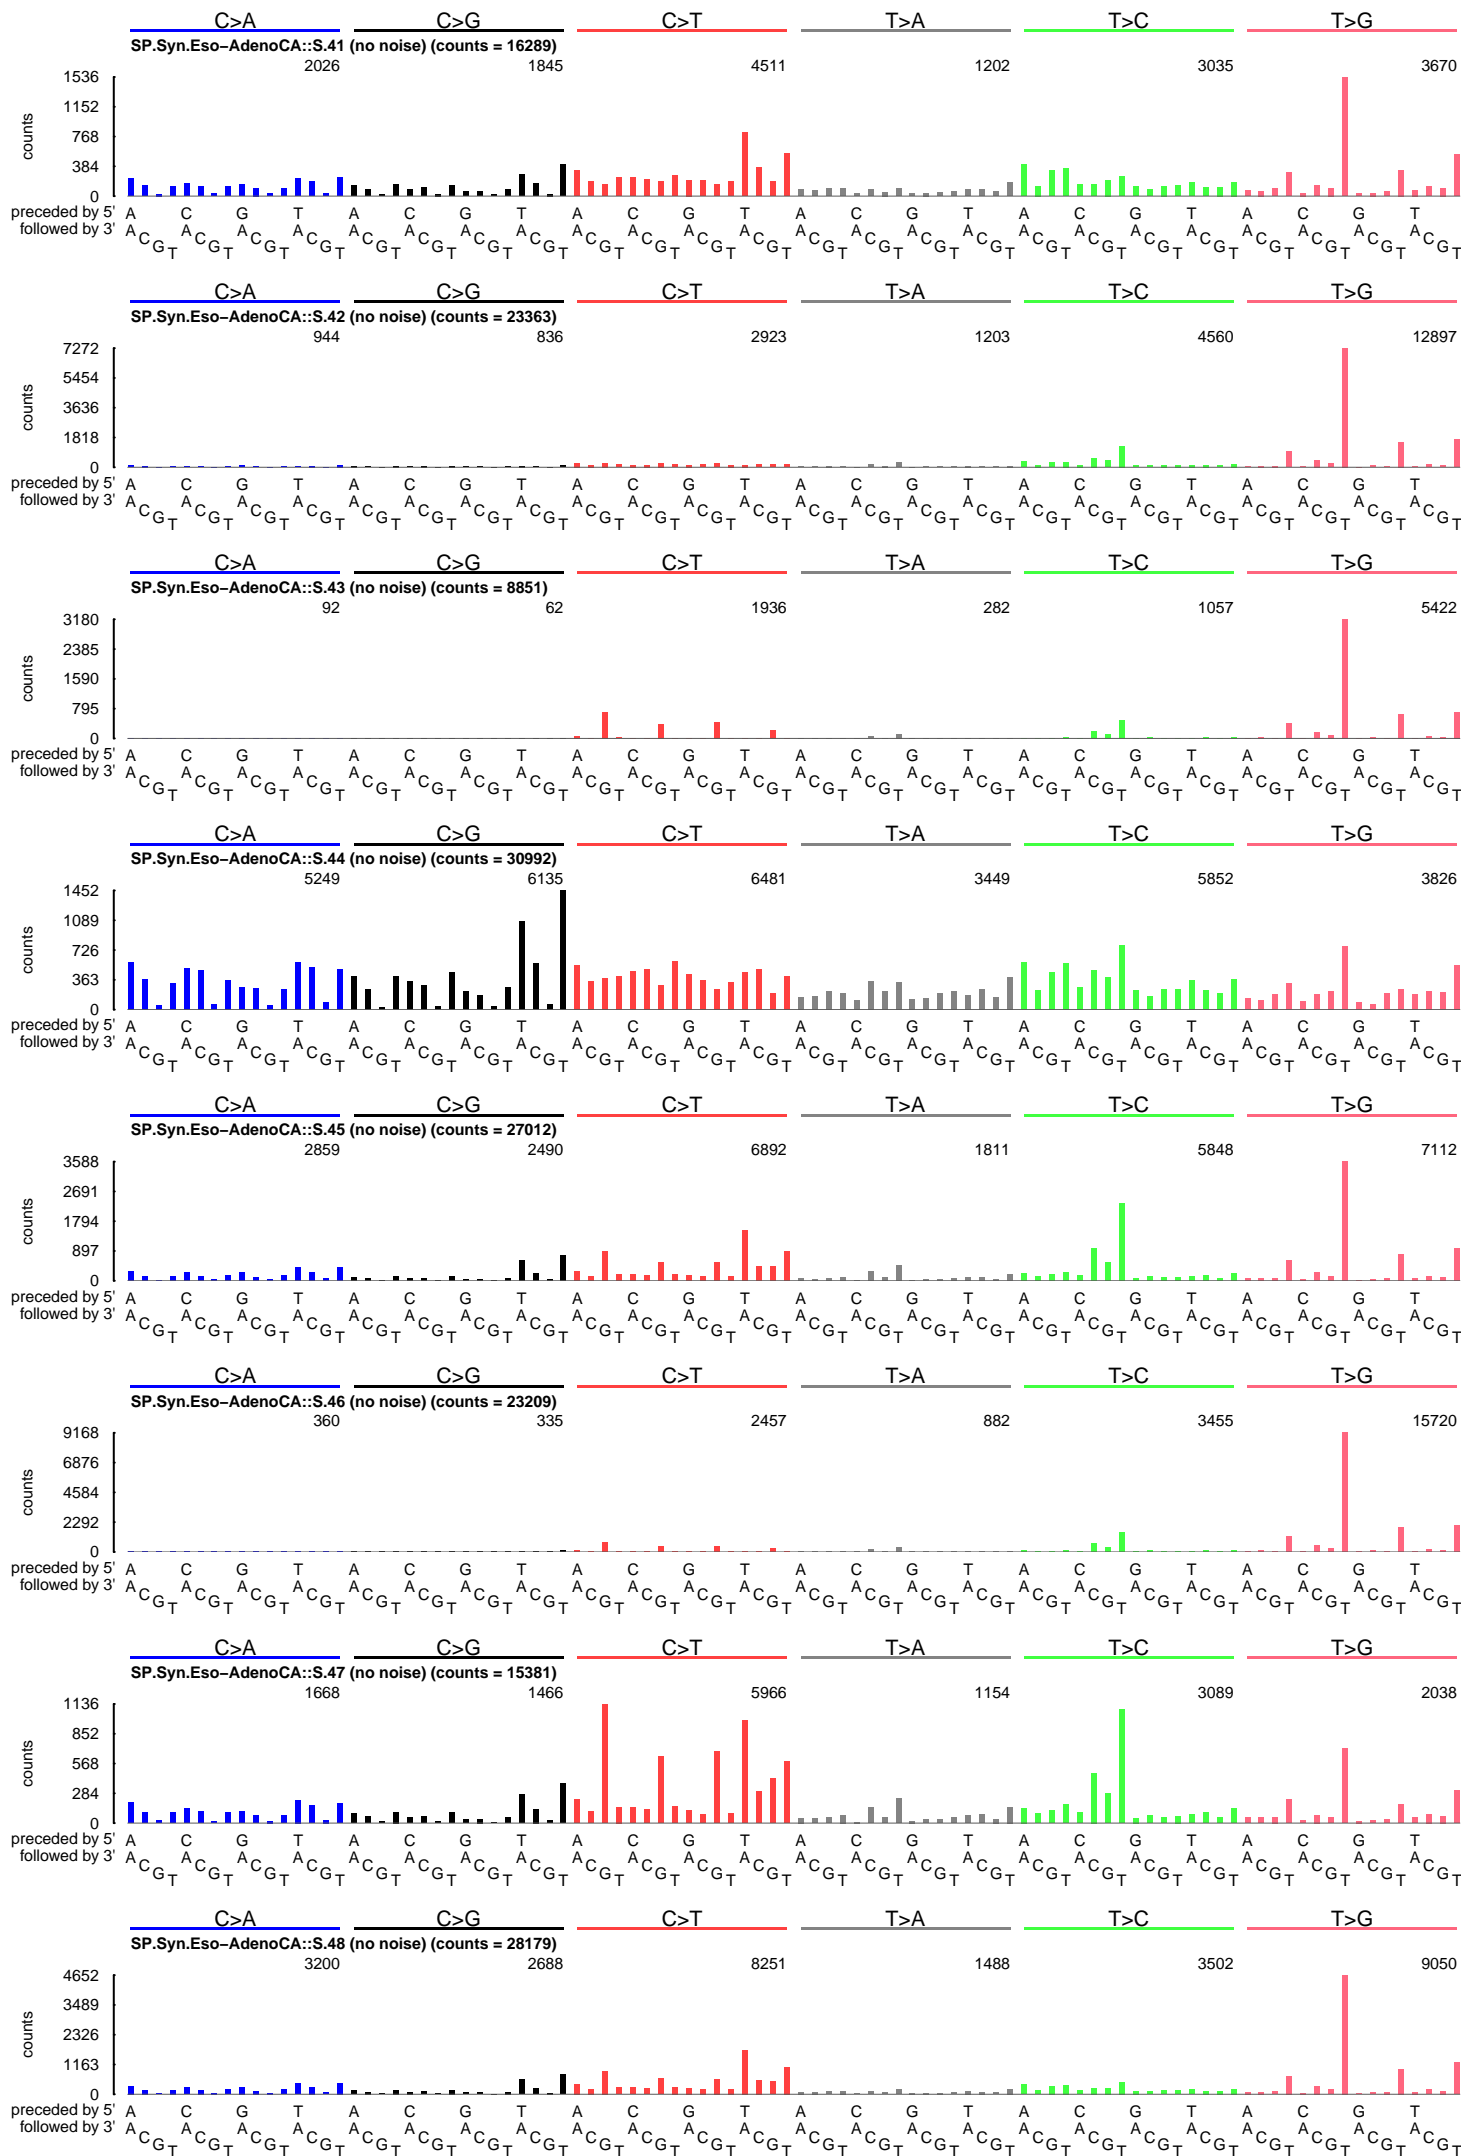 C>A C>G C>T T>A T>C T>G
SP.Syn.Eso−AdenoCA::S.41 (no noise) (counts = 16289)
2026 1845 4511 1202 3035 3670
1536
1152
768
384
0
counts
preceded by 5' A C G T A C G T A C G T A C G T A C G T A C G T
followed by 3' A C G T A C G T A C G T A C G T A C G T A C G T A C G T A C G T A C G T A C G T A C G T A C G T A C G T A C G T A C G T A C G T A C G T A C G T A C G T A C G T A C G T A C G T A C G T A C G T
C>A C>G C>T T>A T>C T>G
SP.Syn.Eso−AdenoCA::S.42 (no noise) (counts = 23363)
944 836 2923 1203 4560 12897
7272
5454
3636
1818
0
counts
preceded by 5' A C G T A C G T A C G T A C G T A C G T A C G T
followed by 3' A C G T A C G T A C G T A C G T A C G T A C G T A C G T A C G T A C G T A C G T A C G T A C G T A C G T A C G T A C G T A C G T A C G T A C G T A C G T A C G T A C G T A C G T A C G T A C G T
C>A C>G C>T T>A T>C T>G
SP.Syn.Eso−AdenoCA::S.43 (no noise) (counts = 8851)
92 62 1936 282 1057 5422
3180
2385
1590
795
0
counts
preceded by 5' A C G T A C G T A C G T A C G T A C G T A C G T
followed by 3' A C G T A C G T A C G T A C G T A C G T A C G T A C G T A C G T A C G T A C G T A C G T A C G T A C G T A C G T A C G T A C G T A C G T A C G T A C G T A C G T A C G T A C G T A C G T A C G T
C>A C>G C>T T>A T>C T>G
SP.Syn.Eso−AdenoCA::S.44 (no noise) (counts = 30992)
5249 6135 6481 3449 5852 3826
1452
1089
726
363
0
counts
preceded by 5' A C G T A C G T A C G T A C G T A C G T A C G T
followed by 3' A C G T A C G T A C G T A C G T A C G T A C G T A C G T A C G T A C G T A C G T A C G T A C G T A C G T A C G T A C G T A C G T A C G T A C G T A C G T A C G T A C G T A C G T A C G T A C G T
C>A C>G C>T T>A T>C T>G
SP.Syn.Eso−AdenoCA::S.45 (no noise) (counts = 27012)
2859 2490 6892 1811 5848 7112
3588
2691
1794
897
0
counts
preceded by 5' A C G T A C G T A C G T A C G T A C G T A C G T
followed by 3' A C G T A C G T A C G T A C G T A C G T A C G T A C G T A C G T A C G T A C G T A C G T A C G T A C G T A C G T A C G T A C G T A C G T A C G T A C G T A C G T A C G T A C G T A C G T A C G T
C>A C>G C>T T>A T>C T>G
SP.Syn.Eso−AdenoCA::S.46 (no noise) (counts = 23209)
360 335 2457 882 3455 15720
9168
6876
4584
2292
0
counts
preceded by 5' A C G T A C G T A C G T A C G T A C G T A C G T
followed by 3' A C G T A C G T A C G T A C G T A C G T A C G T A C G T A C G T A C G T A C G T A C G T A C G T A C G T A C G T A C G T A C G T A C G T A C G T A C G T A C G T A C G T A C G T A C G T A C G T
C>A C>G C>T T>A T>C T>G
SP.Syn.Eso−AdenoCA::S.47 (no noise) (counts = 15381)
1668 1466 5966 1154 3089 2038
1136
852
568
284
0
counts
preceded by 5' A C G T A C G T A C G T A C G T A C G T A C G T
followed by 3' A C G T A C G T A C G T A C G T A C G T A C G T A C G T A C G T A C G T A C G T A C G T A C G T A C G T A C G T A C G T A C G T A C G T A C G T A C G T A C G T A C G T A C G T A C G T A C G T
C>A C>G C>T T>A T>C T>G
SP.Syn.Eso−AdenoCA::S.48 (no noise) (counts = 28179)
3200 2688 8251 1488 3502 9050
4652
3489
2326
1163
0
counts
preceded by 5' A C G T A C G T A C G T A C G T A C G T A C G T
followed by 3' A C G T A C G T A C G T A C G T A C G T A C G T A C G T A C G T A C G T A C G T A C G T A C G T A C G T A C G T A C G T A C G T A C G T A C G T A C G T A C G T A C G T A C G T A C G T A C G T